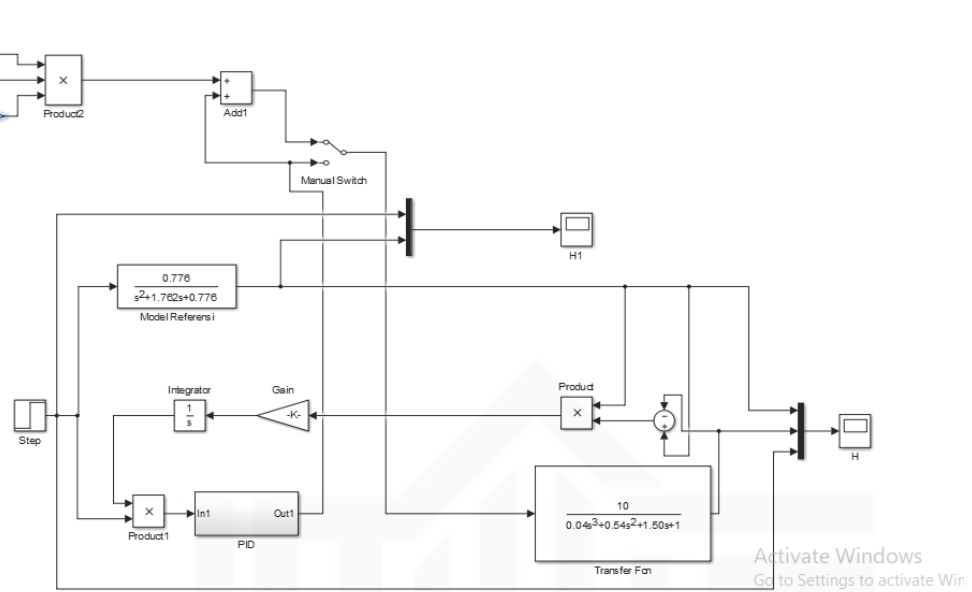 ×
Product2
+
+
Add1
Manual Switch
H1
0.776
s2+1.762s+0.776
Model Referensi
Integrator
Gain
Product
1
s
-K-
×
−
+
Step
H
×
Product1
In1
Out1
PID
10
0.04s3+0.54s2+1.50s+1
Transfer Fcn
Activate Windows
Go to Settings to activate Win